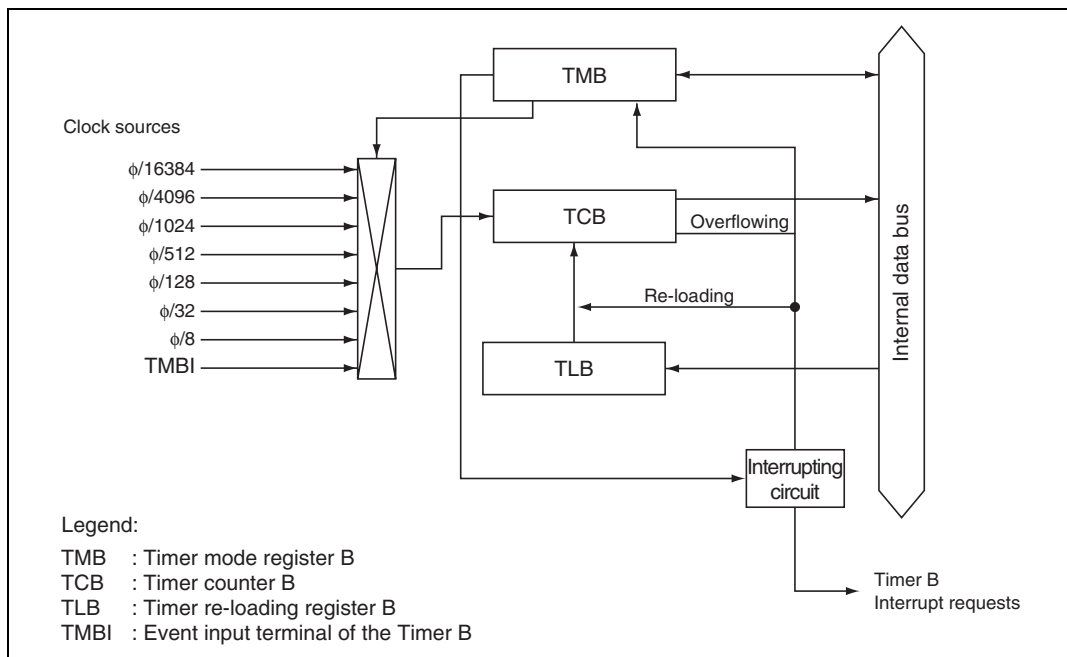 TMB
Clock sources
ϕ/16384
ϕ/4096
ϕ/1024
ϕ/512
ϕ/128
ϕ/32
ϕ/8
TMBI
TCB
Overflowing
Re-loading
TLB
Interrupting
circuit
Internal data bus
Timer B
Interrupt requests
Legend:
TMB : Timer mode register B
TCB : Timer counter B
TLB : Timer re-loading register B
TMBI : Event input terminal of the Timer B